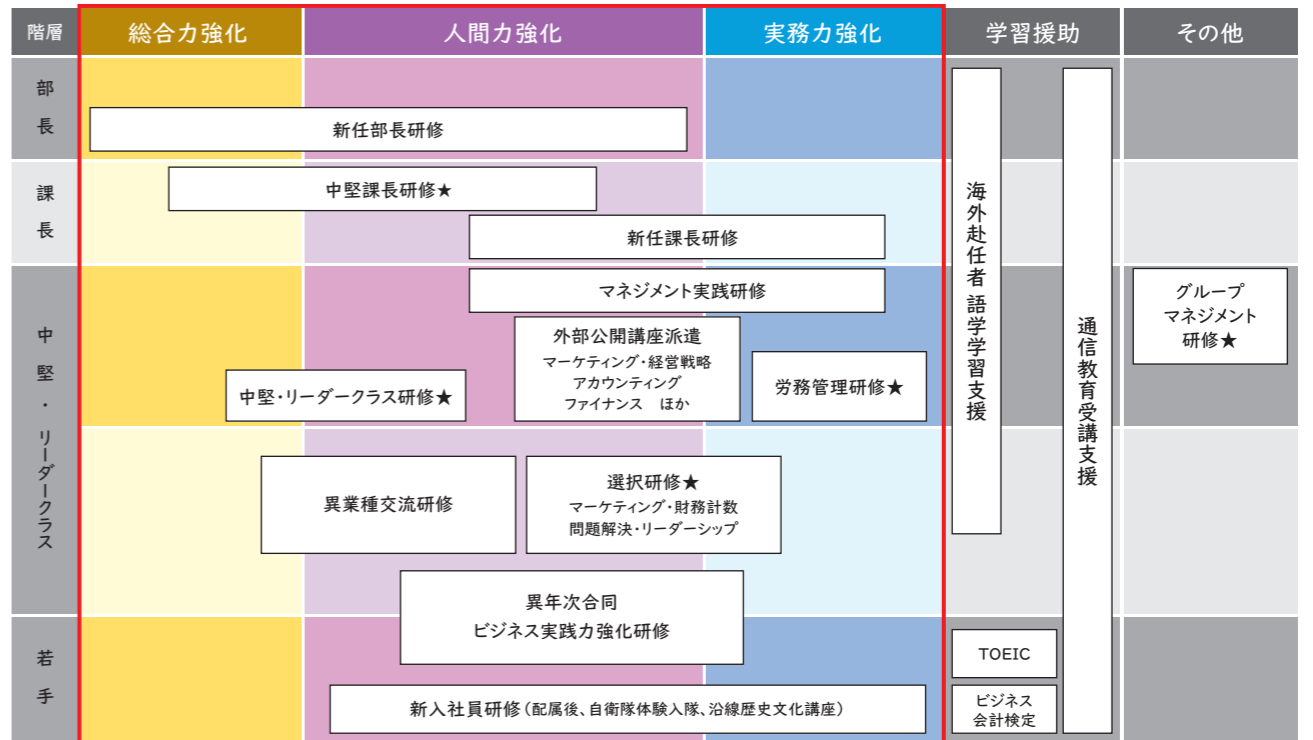 階層
総合力強化
人間力強化
実務力強化
学習援助
その他
部長
新任部長研修
課長
中堅課長研修★
新任課長研修
中堅・リーダークラス
マネジメント実践研修
外部公開講座派遣
マーケティング・経営戦略
アカウンティング
ファイナンス ほか
中堅・リーダークラス研修★
労務管理研修★
異業種交流研修
選択研修★
マーケティング・財務計数
問題解決・リーダーシップ
異年次合同
ビジネス実践力強化研修
若手
新入社員研修(配属後、自衛隊体験入隊、沿線歴史文化講座)
海外赴任者 語学学習支援
通信教育受講支援
TOEIC
ビジネス
会計検定
グループ
マネジメント
研修★